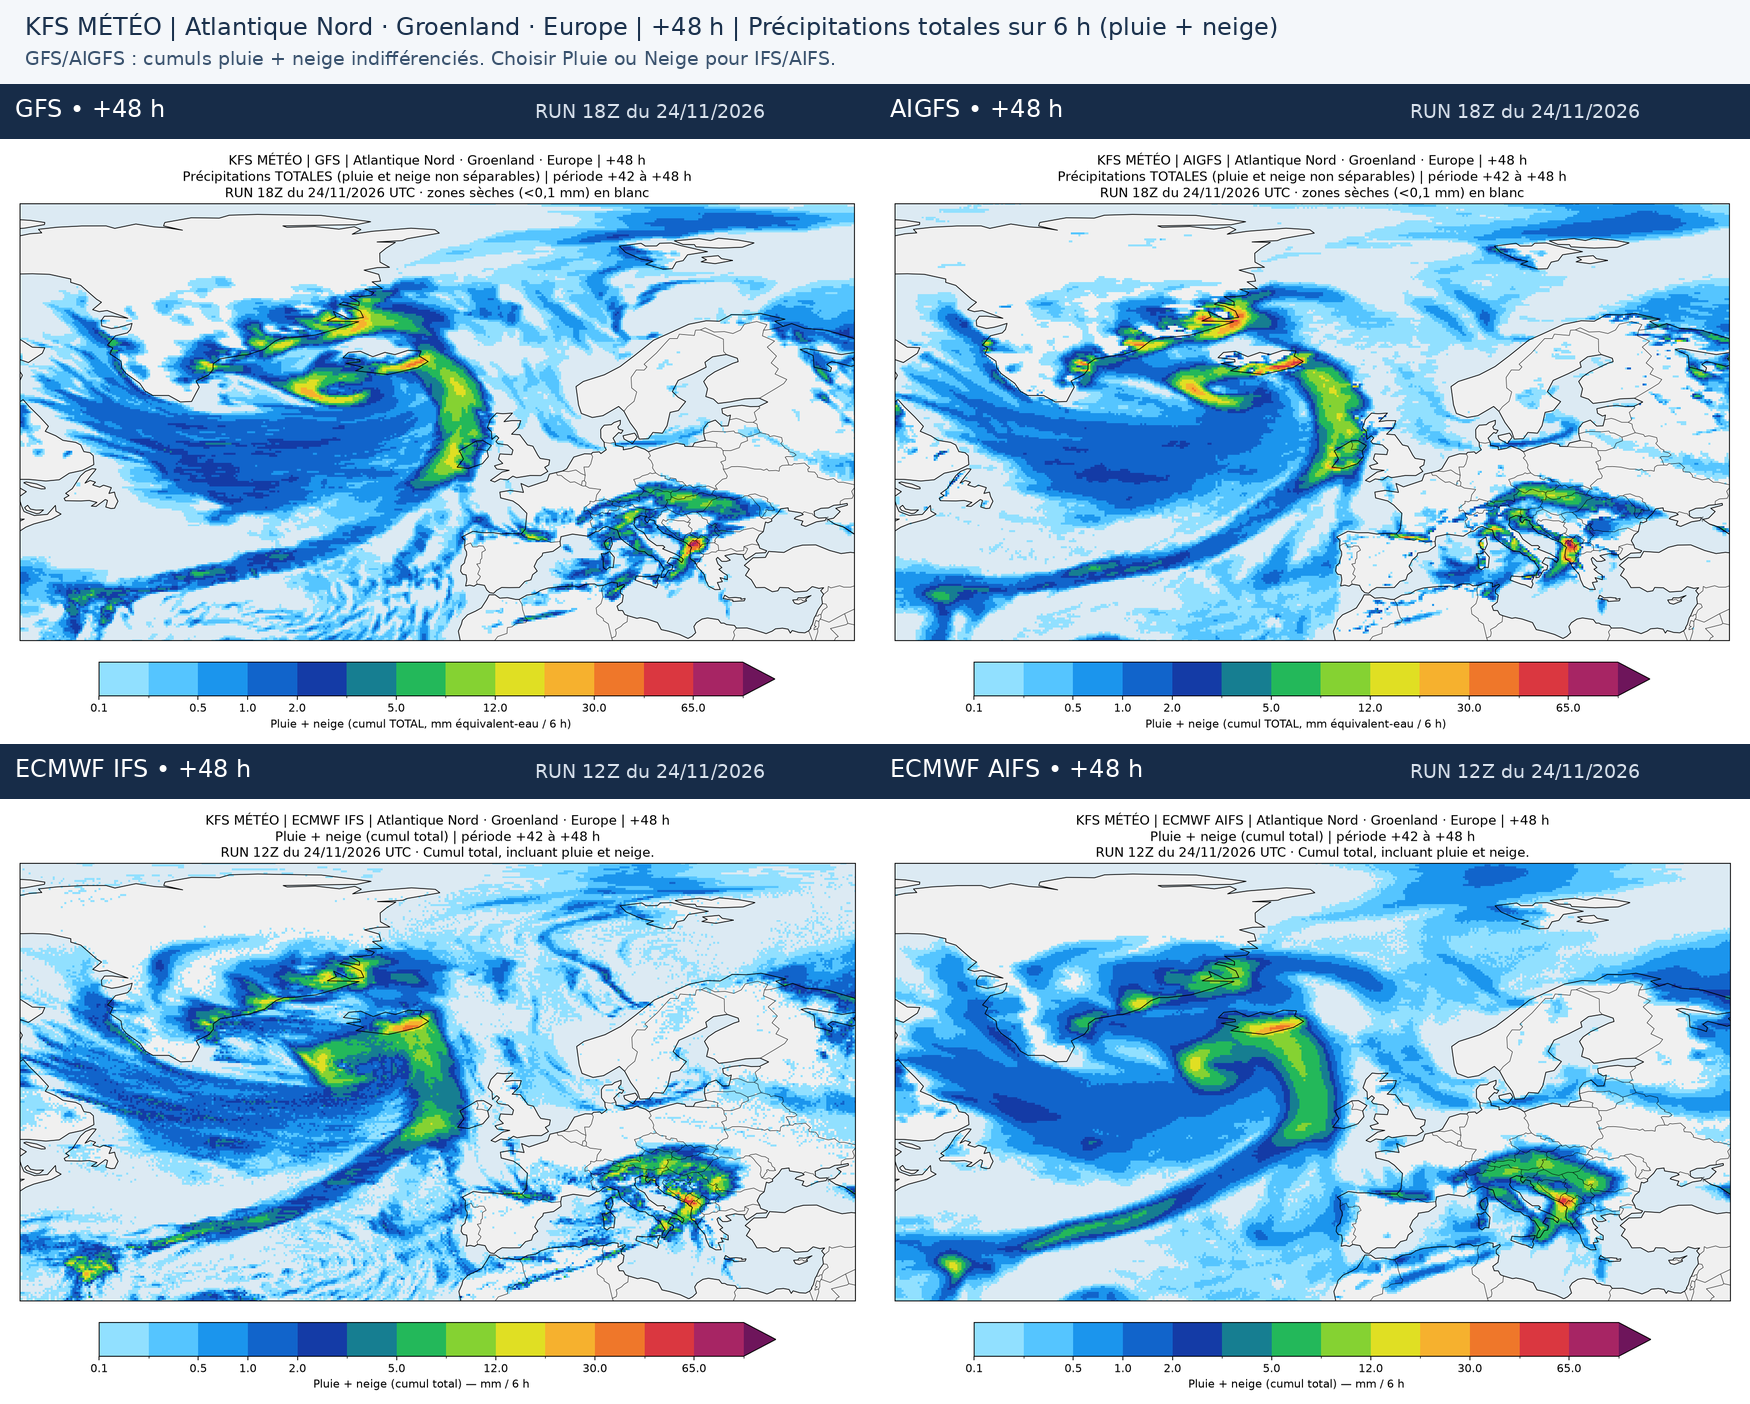 KFS MÉTÉO | Atlantique Nord · Groenland · Europe | +48 h | Précipitations totales sur 6 h (pluie + neige)
GFS/AIGFS : cumuls pluie + neige indifférenciés. Choisir Pluie ou Neige pour IFS/AIFS.
GFS • +48 h
RUN 18Z du 24/11/2026
AIGFS • +48 h
RUN 18Z du 24/11/2026
KFS MÉTÉO | GFS | Atlantique Nord · Groenland · Europe | +48 h
Précipitations TOTALES (pluie et neige non séparables) | période +42 à +48 h
RUN 18Z du 24/11/2026 UTC · zones sèches (<0,1 mm) en blanc
KFS MÉTÉO | AIGFS | Atlantique Nord · Groenland · Europe | +48 h
Précipitations TOTALES (pluie et neige non séparables) | période +42 à +48 h
RUN 18Z du 24/11/2026 UTC · zones sèches (<0,1 mm) en blanc
0.1 0.5 1.0 2.0 5.0 12.0 30.0 65.0
Pluie + neige (cumul TOTAL, mm équivalent-eau / 6 h)
0.1 0.5 1.0 2.0 5.0 12.0 30.0 65.0
Pluie + neige (cumul TOTAL, mm équivalent-eau / 6 h)
ECMWF IFS • +48 h
RUN 12Z du 24/11/2026
ECMWF AIFS • +48 h
RUN 12Z du 24/11/2026
KFS MÉTÉO | ECMWF IFS | Atlantique Nord · Groenland · Europe | +48 h
Pluie + neige (cumul total) | période +42 à +48 h
RUN 12Z du 24/11/2026 UTC · Cumul total, incluant pluie et neige.
KFS MÉTÉO | ECMWF AIFS | Atlantique Nord · Groenland · Europe | +48 h
Pluie + neige (cumul total) | période +42 à +48 h
RUN 12Z du 24/11/2026 UTC · Cumul total, incluant pluie et neige.
0.1 0.5 1.0 2.0 5.0 12.0 30.0 65.0
Pluie + neige (cumul total) — mm / 6 h
0.1 0.5 1.0 2.0 5.0 12.0 30.0 65.0
Pluie + neige (cumul total) — mm / 6 h